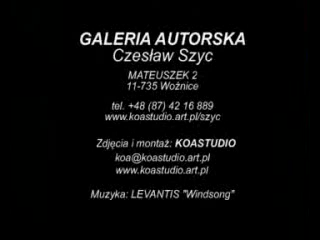 GALERIA AUTORSKA
Czesław Szyc
MATEUSZEK 2
11-735 Woźnice
tel. +48 (87) 42 16 889
www.koastudio.art.pl/szyc
Zdjęcia i montaż: KOASTUDIO
koa@koastudio.art.pl
www.koastudio.art.pl
Muzyka: LEVANTIS "Windsong"